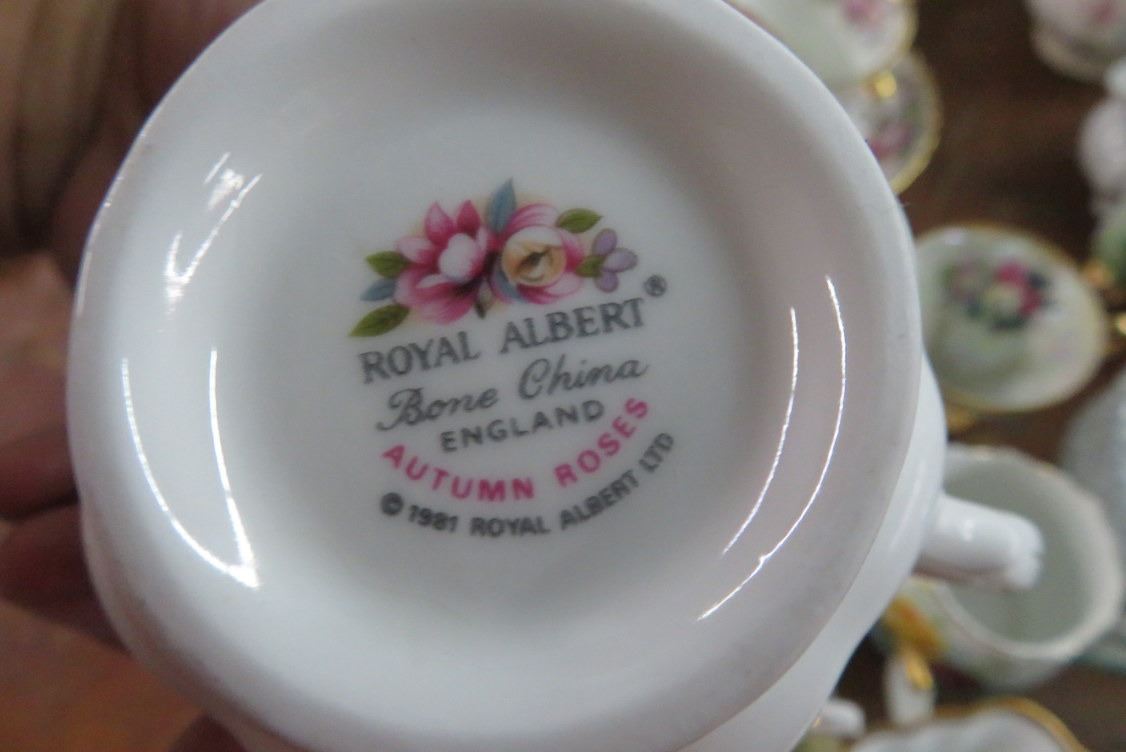 ROYAL ALBERT®
Bone China
ENGLAND
AUTUMN ROSES
© 1981 ROYAL ALBERT LTD